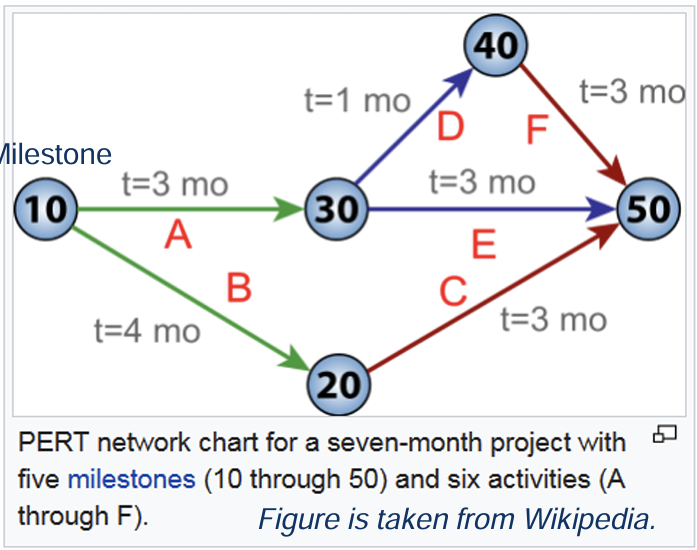 40
t=1 mo
t=3 mo
D
F
Milestone
t=3 mo
t=3 mo
10
30
50
A
E
B
C
t=4 mo
t=3 mo
20
PERT network chart for a seven-month project with
five milestones (10 through 50) and six activities (A
through F).
Figure is taken from Wikipedia.